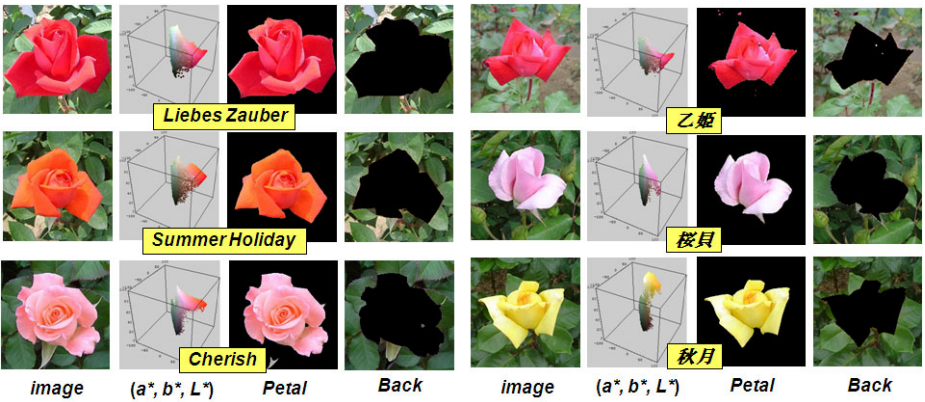 Liebes Zauber
乙姫
Summer Holiday
桜貝
Cherish
秋月
image (a*, b*, L*) Petal Back image (a*, b*, L*) Petal Back